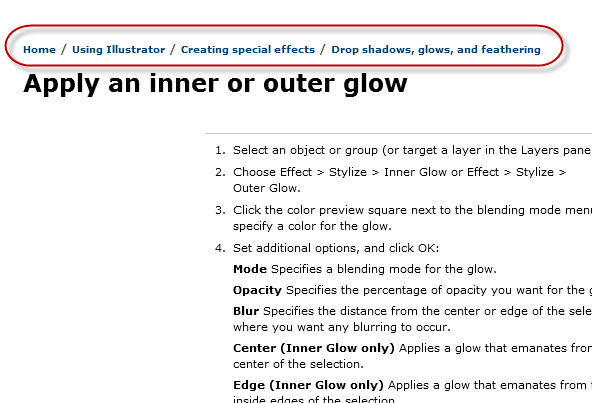 Home / Using Illustrator / Creating special effects / Drop shadows, glows, and feathering
Apply an inner or outer glow
1. Select an object or group (or target a layer in the Layers pane
2. Choose Effect > Stylize > Inner Glow or Effect > Stylize >
Outer Glow.
3. Click the color preview square next to the blending mode menu
specify a color for the glow.
4. Set additional options, and click OK:
Mode Specifies a blending mode for the glow.
Opacity Specifies the percentage of opacity you want for the g
Blur Specifies the distance from the center or edge of the sele
where you want any blurring to occur.
Center (Inner Glow only) Applies a glow that emanates from
center of the selection.
Edge (Inner Glow only) Applies a glow that emanates from
inside edges of the selection.